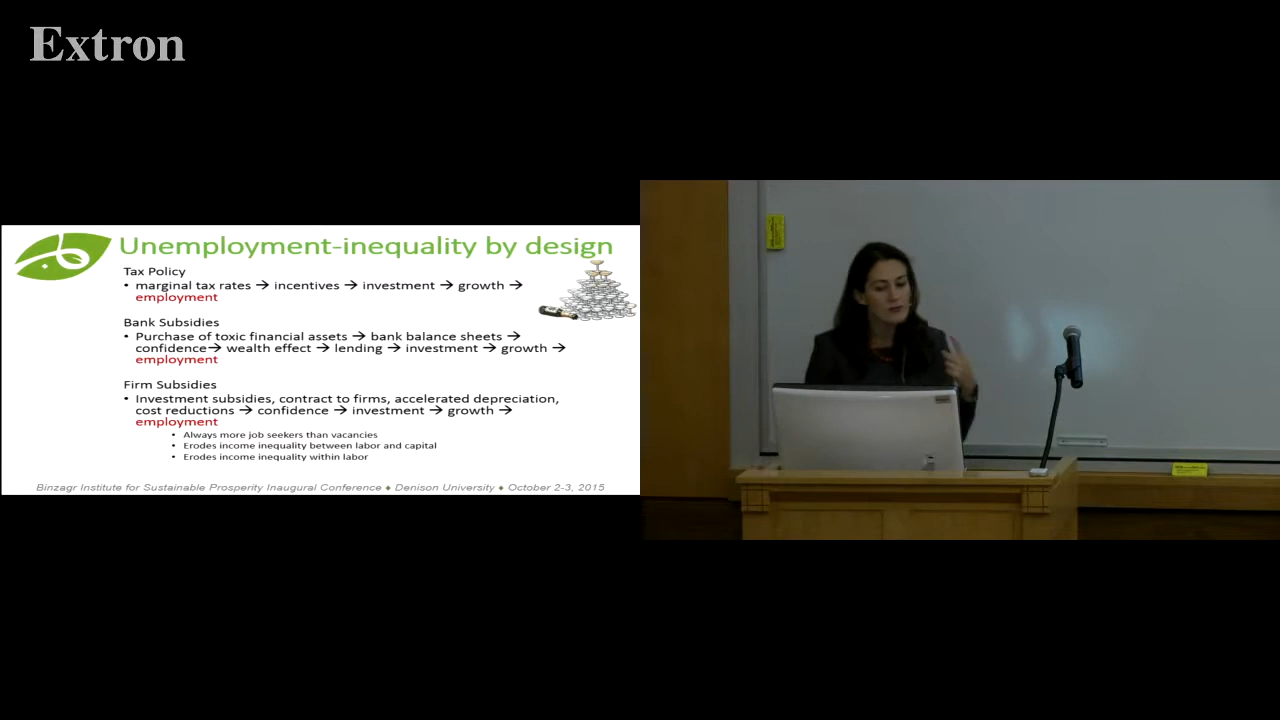 Extron
Unemployment-inequality by design
Tax Policy
• marginal tax rates → incentives → investment → growth →
employment
Bank Subsidies
• Purchase of toxic financial assets → bank balance sheets →
confidence→ wealth effect → lending → investment → growth →
employment
Firm Subsidies
• Investment subsidies, contract to firms, accelerated depreciation,
cost reductions → confidence → investment → growth →
employment
• Always more job seekers than vacancies
• Erodes income inequality between labor and capital
• Erodes income inequality within labor
Binzagr Institute for Sustainable Prosperity Inaugural Conference ♦ Denison University ♦ October 2-3, 2015